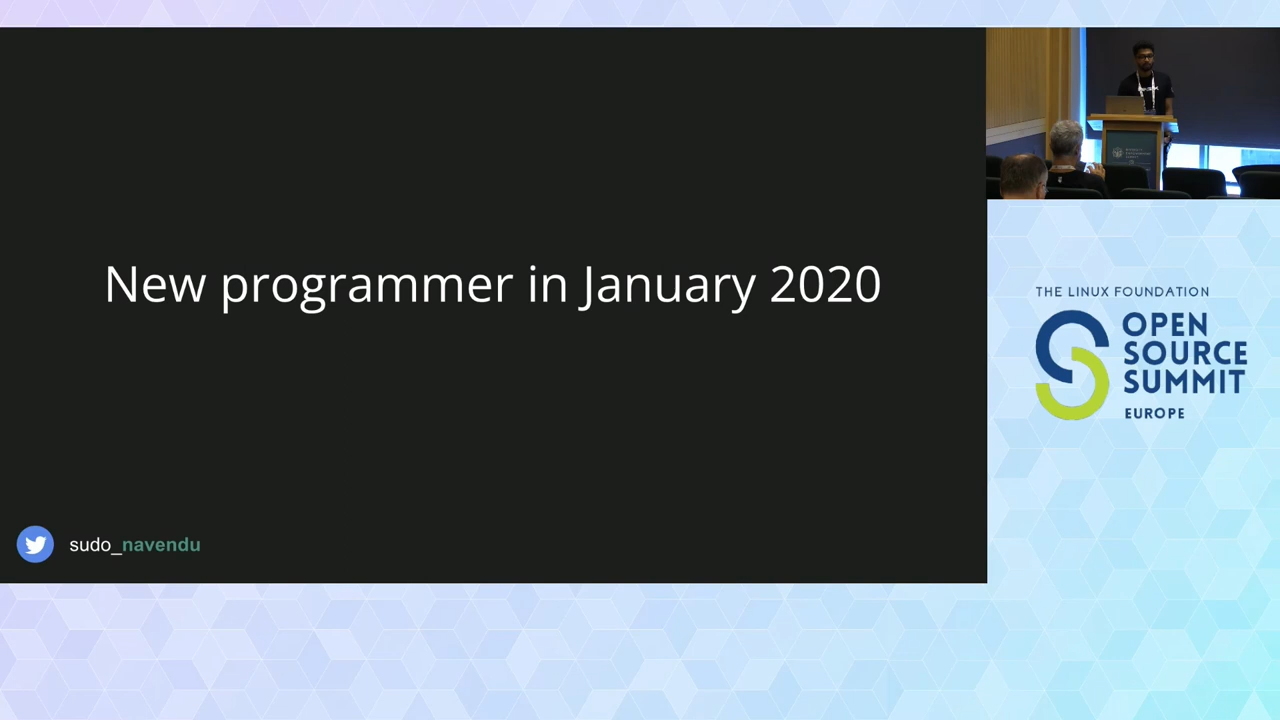 New programmer in January 2020
sudo_navendu
THE LINUX FOUNDATION
OPEN
SOURCE
SUMMIT
EUROPE